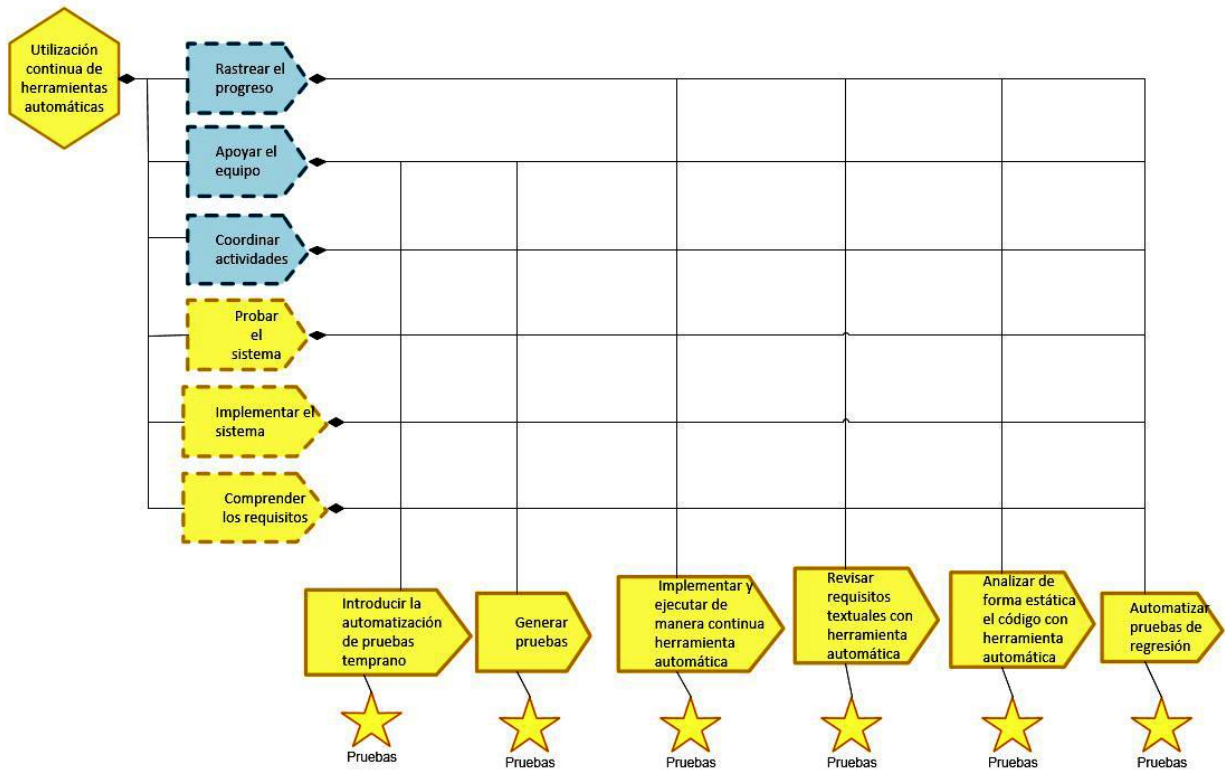 Utilización
continua de
herramientas
automáticas
Rastrear el
progreso
Apoyar el
equipo
Coordinar
actividades
Probar
el
sistema
Implementar el
sistema
Comprender
los requisitos
Introducir la
automatización
de pruebas
temprano
Generar
pruebas
Implementar y
ejecutar de
manera continua
herramienta
automática
Revisar
requisitos
textuales con
herramienta
automática
Analizar de
forma estática
el código con
herramienta
automática
Automatizar
pruebas de
regresión
Pruebas
Pruebas
Pruebas
Pruebas
Pruebas
Pruebas